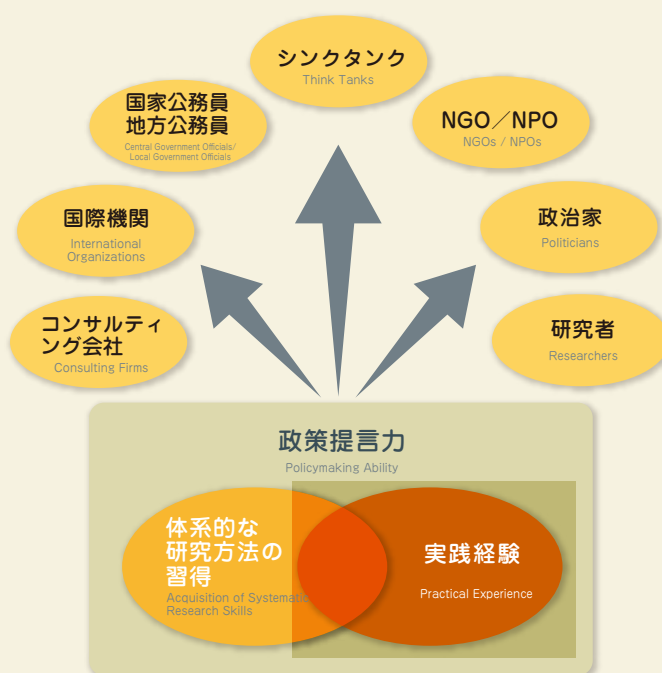 シンクタンク
Think Tanks
国家公務員
地方公務員
Central Government Officials/
Local Government Officials
NGO／NPO
NGOs / NPOs
国際機関
International
Organizations
政治家
Politicians
コンサルティ
ング会社
Consulting Firms
研究者
Researchers
政策提言力
Policymaking Ability
体系的な
研究方法の
習得
Acquisition of Systematic
Research Skills
実践経験
Practical Experience